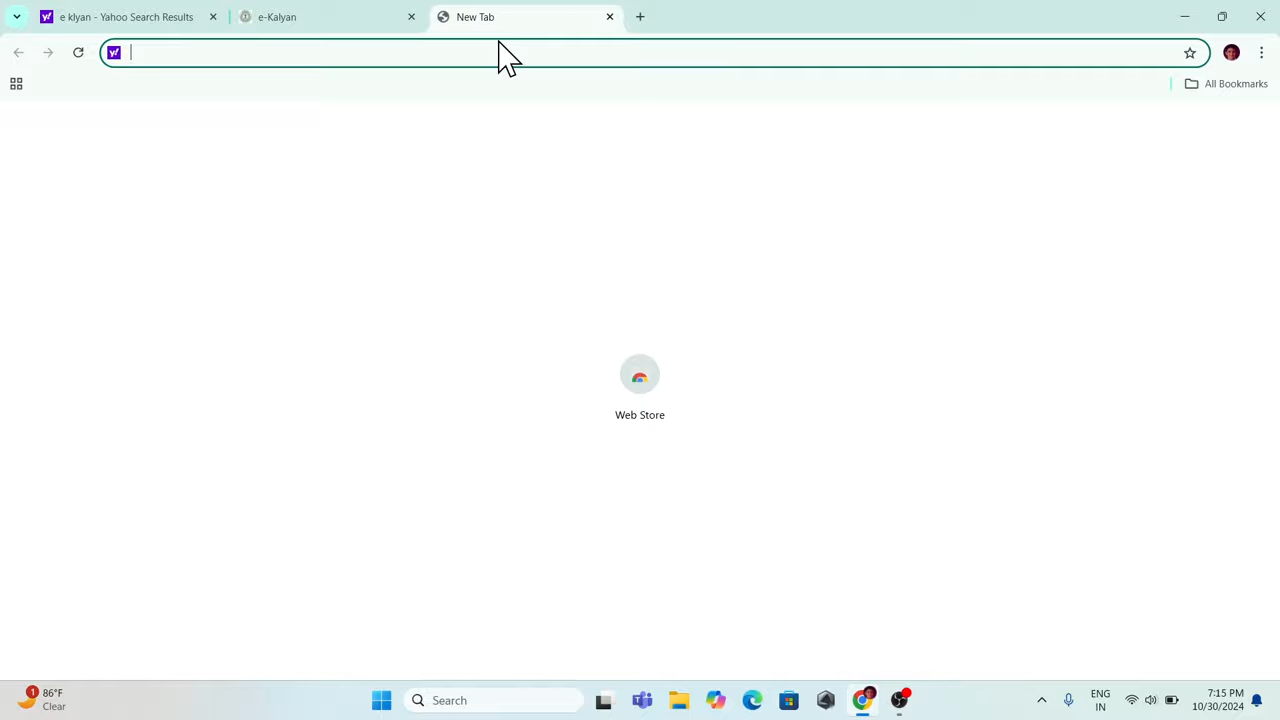 e klyan - Yahoo Search Results
e-Kalyan
New Tab
y!
All Bookmarks
Web Store
1
86°F
Clear
Search
ENG
IN
7:15 PM
10/30/2024